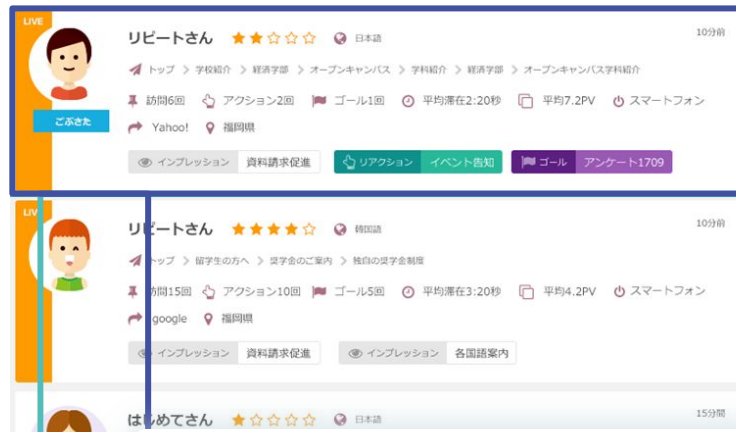 LIVE
リピートさん ★★☆☆☆ 日本語 10分前
トップ > 学校紹介 > 経済学部 > オープンキャンパス > 学科紹介 > 経済学部 > オープンキャンパス学科紹介
訪問6回 アクション2回 ゴール1回 平均滞在2:20秒 平均7.2PV スマートフォン
ごぶさた
Yahoo! 福岡県
インプレッション 資料請求促進 リアクション イベント告知 ゴール アンケート1709
LIV
リピートさん ★★★★☆ 韓国語 10分前
トップ > 留学生の方へ > 奨学金のご案内 > 独自の奨学金制度
訪問15回 アクション10回 ゴール5回 平均滞在3:20秒 平均4.2PV スマートフォン
google 福岡県
インプレッション 資料請求促進 インプレッション 各国語案内
はじめてさん ★☆☆☆☆ 日本語 15分間